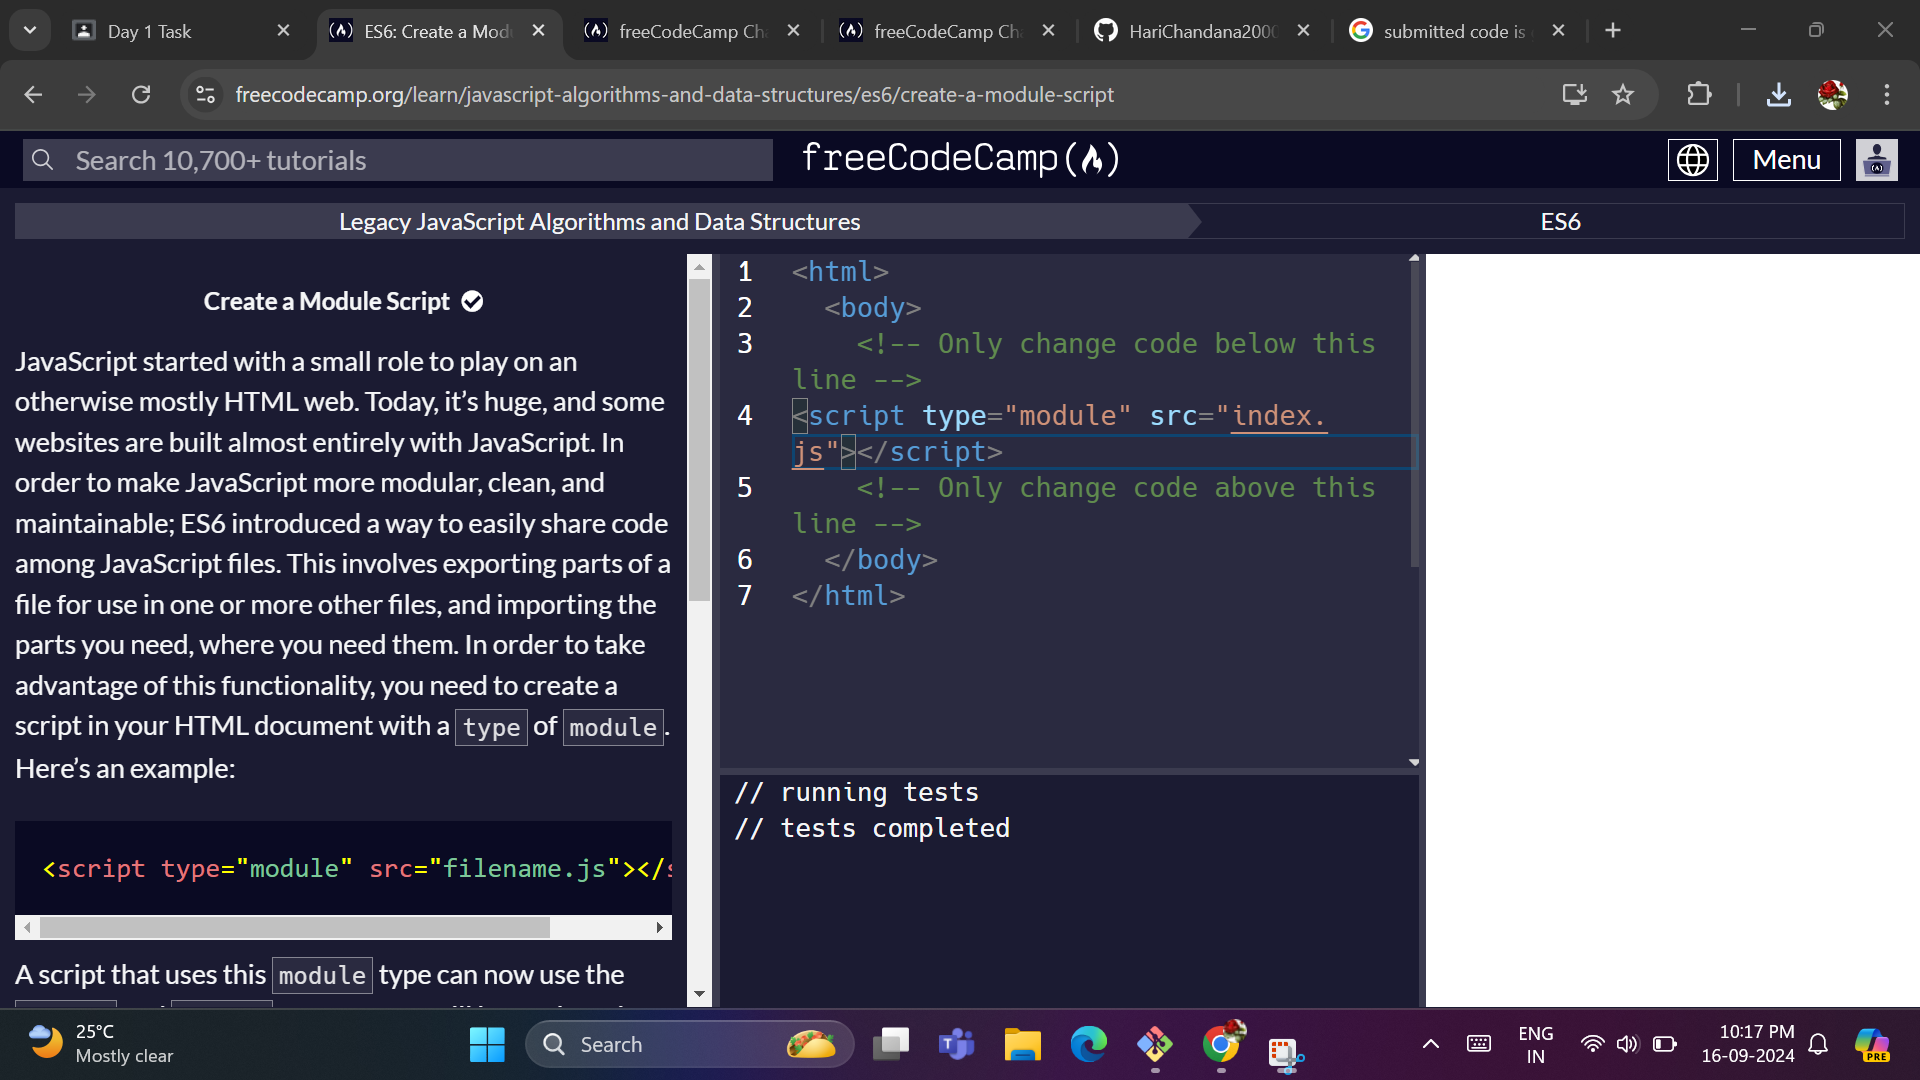 Day 1 Task
ES6: Create a Modu
freeCodeCamp Ch
freeCodeCamp Ch
HariChandana2000
submitted code is
freecodecamp.org/learn/javascript-algorithms-and-data-structures/es6/create-a-module-script
Search 10,700+ tutorials
freeCodeCamp
Menu
Legacy JavaScript Algorithms and Data Structures
ES6
Create a Module Script
JavaScript started with a small role to play on an
otherwise mostly HTML web. Today, it’s huge, and some
websites are built almost entirely with JavaScript. In
order to make JavaScript more modular, clean, and
maintainable; ES6 introduced a way to easily share code
among JavaScript files. This involves exporting parts of a
file for use in one or more other files, and importing the
parts you need, where you need them. In order to take
advantage of this functionality, you need to create a
script in your HTML document with a type of module.
Here’s an example:
<script type="module" src="filename.js"></s
A script that uses this module type can now use the
1 <html>
2 <body>
3 <!-- Only change code below this
line -->
4 <script type="module" src="index.
js"></script>
5 <!-- Only change code above this
line -->
6 </body>
7 </html>
// running tests
// tests completed
25°C
Mostly clear
Search
ENG
IN
10:17 PM
16-09-2024
PRE